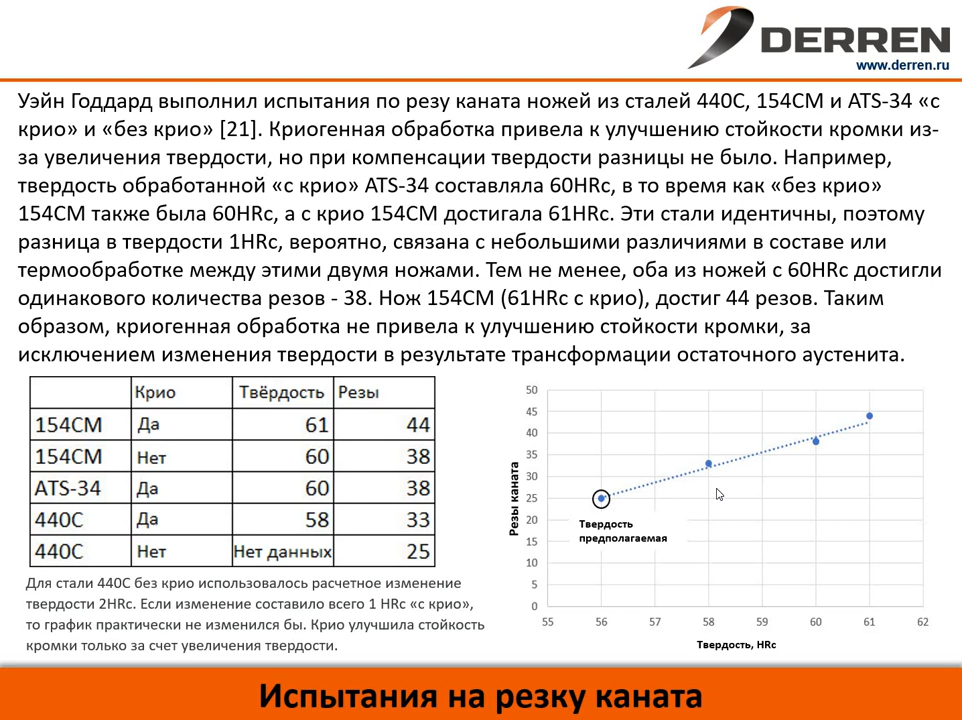 DERREN
www.derren.ru
Уэйн Годдард выполнил испытания по резу каната ножей из сталей 440C, 154CM и ATS-34 «с
крио» и «без крио» [21]. Криогенная обработка привела к улучшению стойкости кромки из-
за увеличения твердости, но при компенсации твердости разницы не было. Например,
твердость обработанной «с крио» ATS-34 составляла 60HRc, в то время как «без крио»
154CM также была 60HRc, а с крио 154CM достигала 61HRc. Эти стали идентичны, поэтому
разница в твердости 1HRc, вероятно, связана с небольшими различиями в составе или
термообработке между этими двумя ножами. Тем не менее, оба из ножей с 60HRc достигли
одинакового количества резов - 38. Нож 154CM (61HRc с крио), достиг 44 резов. Таким
образом, криогенная обработка не привела к улучшению стойкости кромки, за
исключением изменения твердости в результате трансформации остаточного аустенита.
Крио Твёрдость Резы
154CM Да 61 44
154CM Нет 60 38
ATS-34 Да 60 38
440C Да 58 33
440C Нет Нет данных 25
Для стали 440C без крио использовалось расчетное изменение
твердости 2HRc. Если изменение составило всего 1 HRc «с крио»,
то график практически не изменился бы. Крио улучшила стойкость
кромки только за счет увеличения твердости.
Резы каната
50
45
40
35
30
25
20
15
10
5
0
Твердость
предполагаемая
55 56 57 58 59 60 61 62
Твердость, HRc
Испытания на резку каната